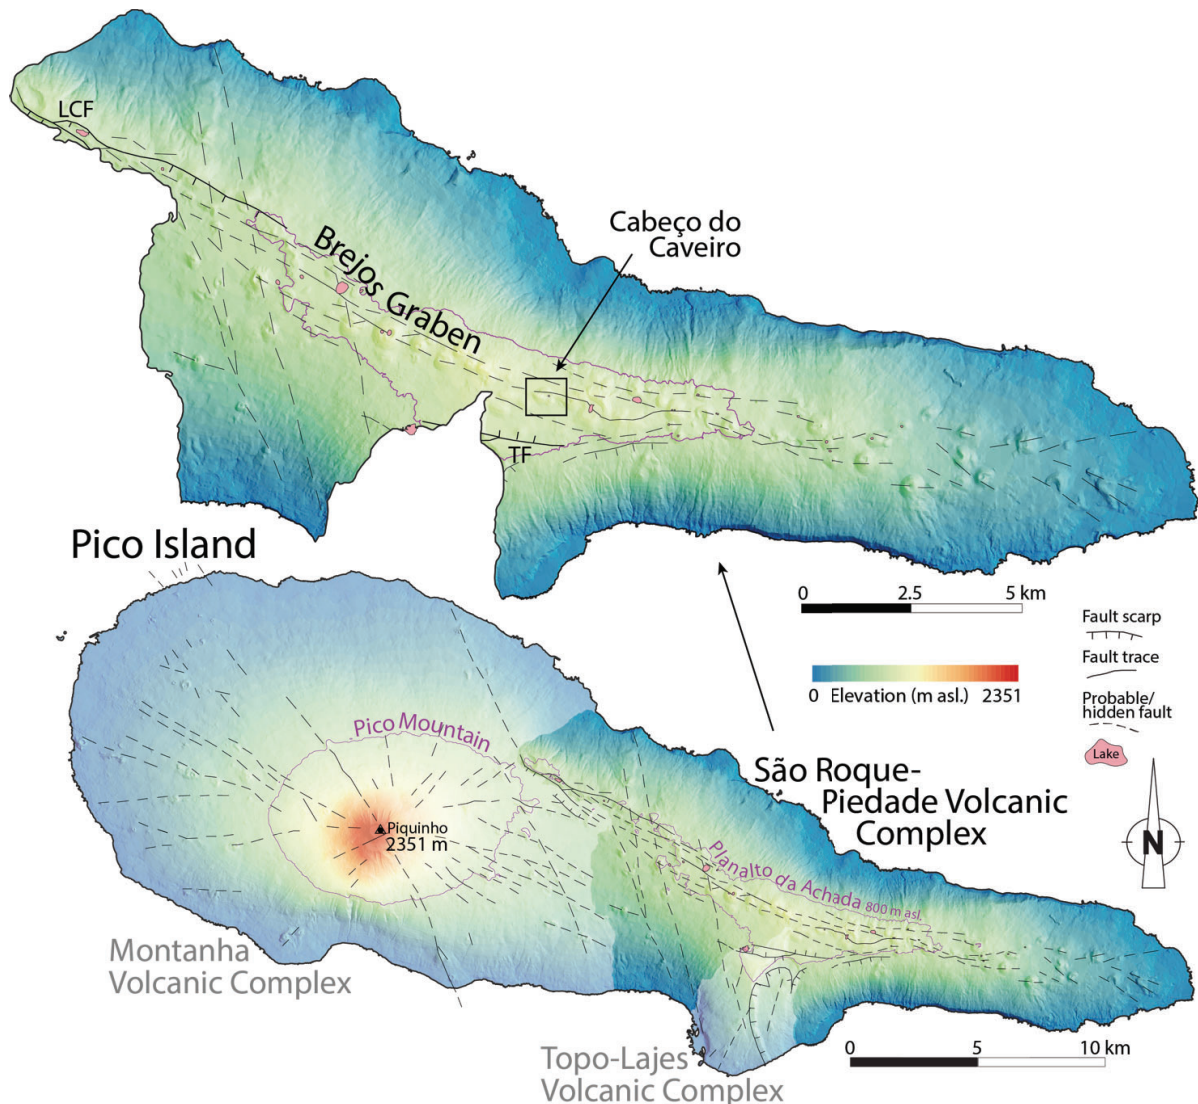 LCF
Cabeço do
Caveiro
Brejos Graben
TF
Pico Island
0 2.5 5 km
0 Elevation (m asl.) 2351
Fault scarp
Fault trace
Probable/
hidden fault
Lake
N
Pico Mountain
Piquinho
2351 m
São Roque-
Piedade Volcanic
Complex
Planalto da Achada 800 m asl.
Montanha
Volcanic Complex
Topo-Lajes
Volcanic Complex
0 5 10 km